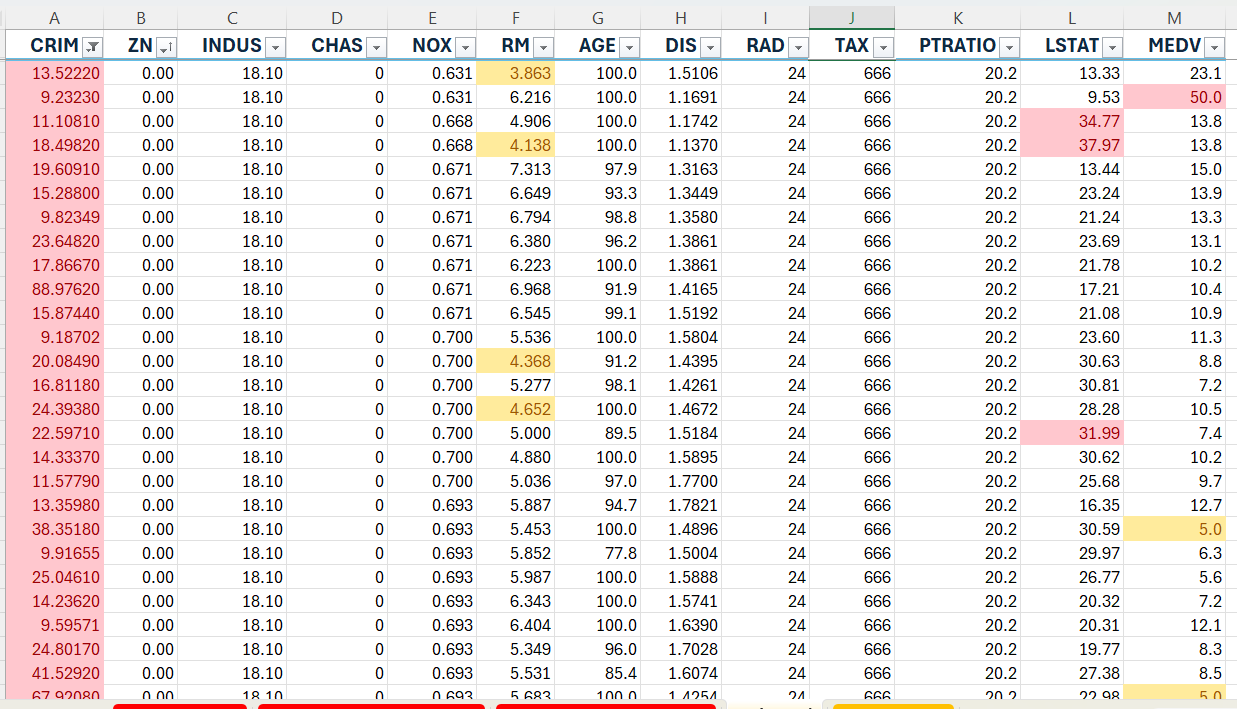 A B C D E F G H I J K L M
CRIM ZN INDUS CHAS NOX RM AGE DIS RAD TAX PTRATIO LSTAT MEDV
13.52220 0.00 18.10 0 0.631 3.863 100.0 1.5106 24 666 20.2 13.33 23.1
9.23230 0.00 18.10 0 0.631 6.216 100.0 1.1691 24 666 20.2 9.53 50.0
11.10810 0.00 18.10 0 0.668 4.906 100.0 1.1742 24 666 20.2 34.77 13.8
18.49820 0.00 18.10 0 0.668 4.138 100.0 1.1370 24 666 20.2 37.97 13.8
19.60910 0.00 18.10 0 0.671 7.313 97.9 1.3163 24 666 20.2 13.44 15.0
15.28800 0.00 18.10 0 0.671 6.649 93.3 1.3449 24 666 20.2 23.24 13.9
9.82349 0.00 18.10 0 0.671 6.794 98.8 1.3580 24 666 20.2 21.24 13.3
23.64820 0.00 18.10 0 0.671 6.380 96.2 1.3861 24 666 20.2 23.69 13.1
17.86670 0.00 18.10 0 0.671 6.223 100.0 1.3861 24 666 20.2 21.78 10.2
88.97620 0.00 18.10 0 0.671 6.968 91.9 1.4165 24 666 20.2 17.21 10.4
15.87440 0.00 18.10 0 0.671 6.545 99.1 1.5192 24 666 20.2 21.08 10.9
9.18702 0.00 18.10 0 0.700 5.536 100.0 1.5804 24 666 20.2 23.60 11.3
20.08490 0.00 18.10 0 0.700 4.368 91.2 1.4395 24 666 20.2 30.63 8.8
16.81180 0.00 18.10 0 0.700 5.277 98.1 1.4261 24 666 20.2 30.81 7.2
24.39380 0.00 18.10 0 0.700 4.652 100.0 1.4672 24 666 20.2 28.28 10.5
22.59710 0.00 18.10 0 0.700 5.000 89.5 1.5184 24 666 20.2 31.99 7.4
14.33370 0.00 18.10 0 0.700 4.880 100.0 1.5895 24 666 20.2 30.62 10.2
11.57790 0.00 18.10 0 0.700 5.036 97.0 1.7700 24 666 20.2 25.68 9.7
13.35980 0.00 18.10 0 0.693 5.887 94.7 1.7821 24 666 20.2 16.35 12.7
38.35180 0.00 18.10 0 0.693 5.453 100.0 1.4896 24 666 20.2 30.59 5.0
9.91655 0.00 18.10 0 0.693 5.852 77.8 1.5004 24 666 20.2 29.97 6.3
25.04610 0.00 18.10 0 0.693 5.987 100.0 1.5888 24 666 20.2 26.77 5.6
14.23620 0.00 18.10 0 0.693 6.343 100.0 1.5741 24 666 20.2 20.32 7.2
9.59571 0.00 18.10 0 0.693 6.404 100.0 1.6390 24 666 20.2 20.31 12.1
24.80170 0.00 18.10 0 0.693 5.349 96.0 1.7028 24 666 20.2 19.77 8.3
41.52920 0.00 18.10 0 0.693 5.531 85.4 1.6074 24 666 20.2 27.38 8.5
67.92080 0.00 18.10 0 0.693 5.683 100.0 1.4254 24 666 20.2 22.98 5.0